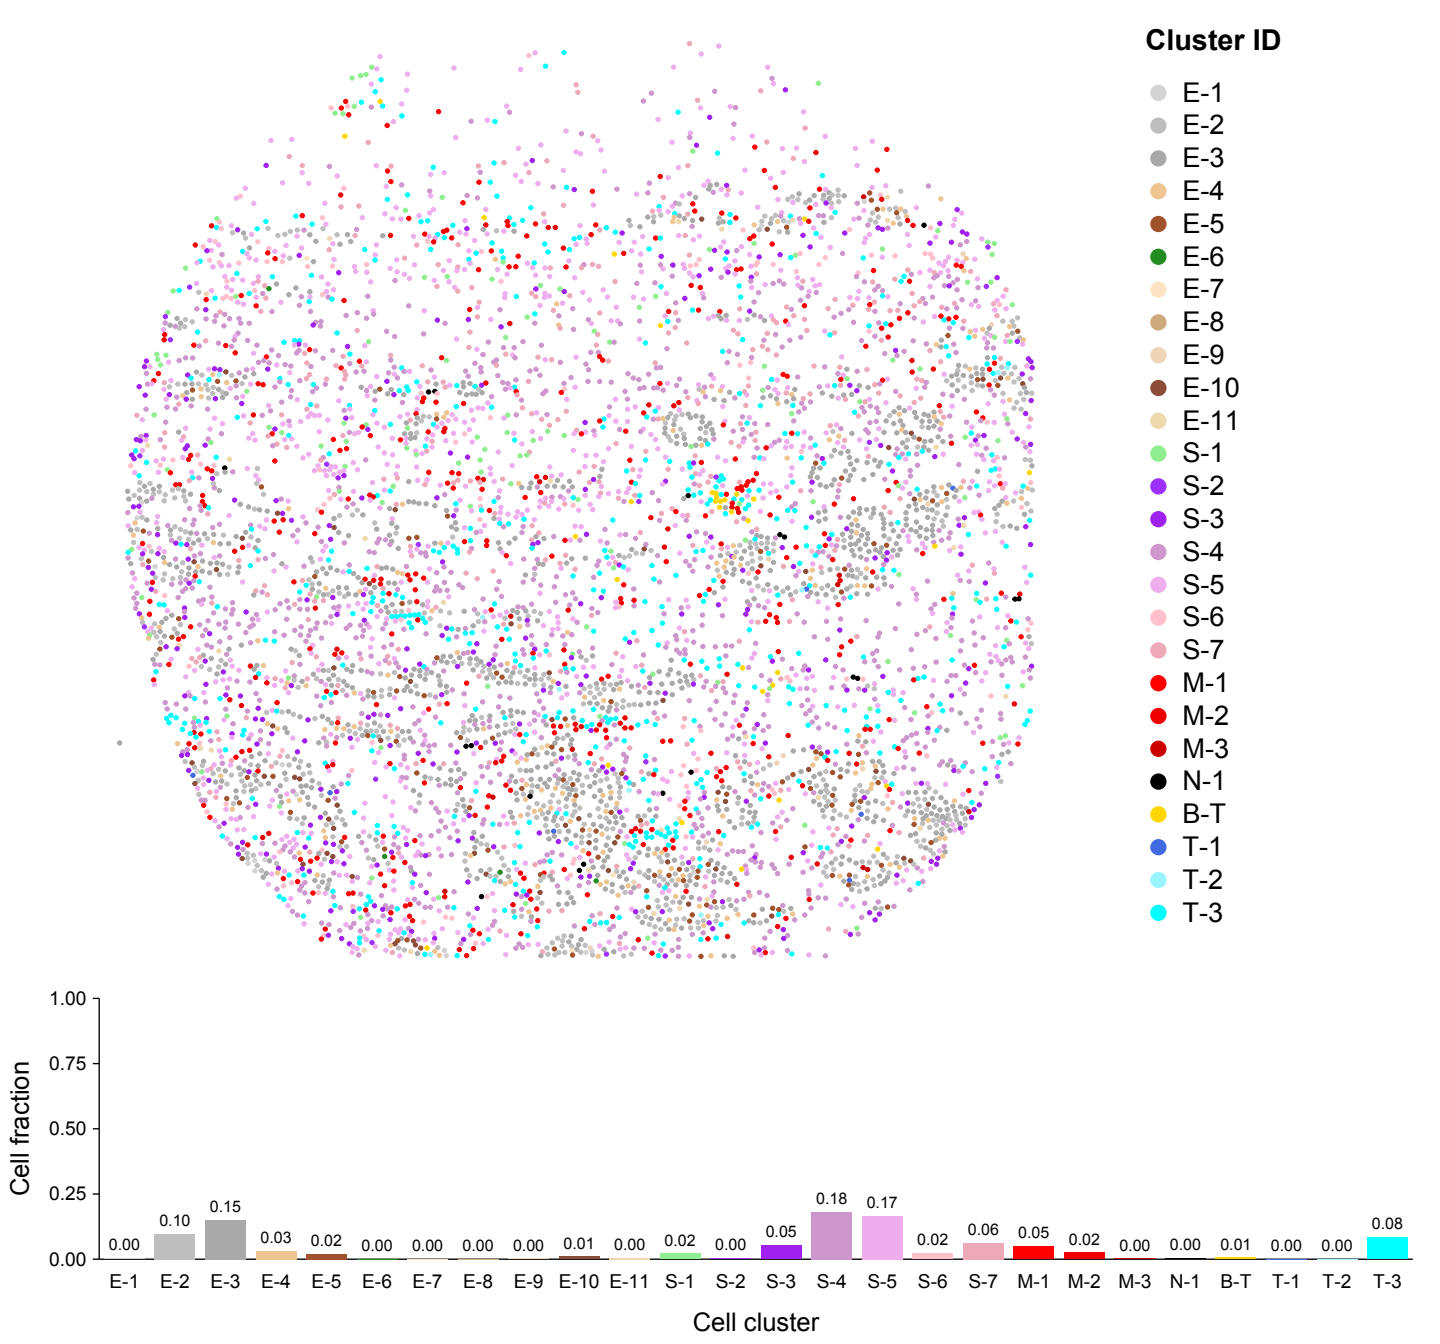 Cluster ID
E-1
E-2
E-3
E-4
E-5
E-6
E-7
E-8
E-9
E-10
E-11
S-1
S-2
S-3
S-4
S-5
S-6
S-7
M-1
M-2
M-3
N-1
B-T
T-1
T-2
T-3
1.00
0.75
0.50
0.25
0.00
Cell fraction
0.00 0.10 0.15 0.03 0.02 0.00 0.00 0.00 0.00 0.01 0.00 0.02 0.00 0.05 0.18 0.17 0.02 0.06 0.05 0.02 0.00 0.00 0.01 0.00 0.00 0.08
E-1 E-2 E-3 E-4 E-5 E-6 E-7 E-8 E-9 E-10 E-11 S-1 S-2 S-3 S-4 S-5 S-6 S-7 M-1 M-2 M-3 N-1 B-T T-1 T-2 T-3
Cell cluster